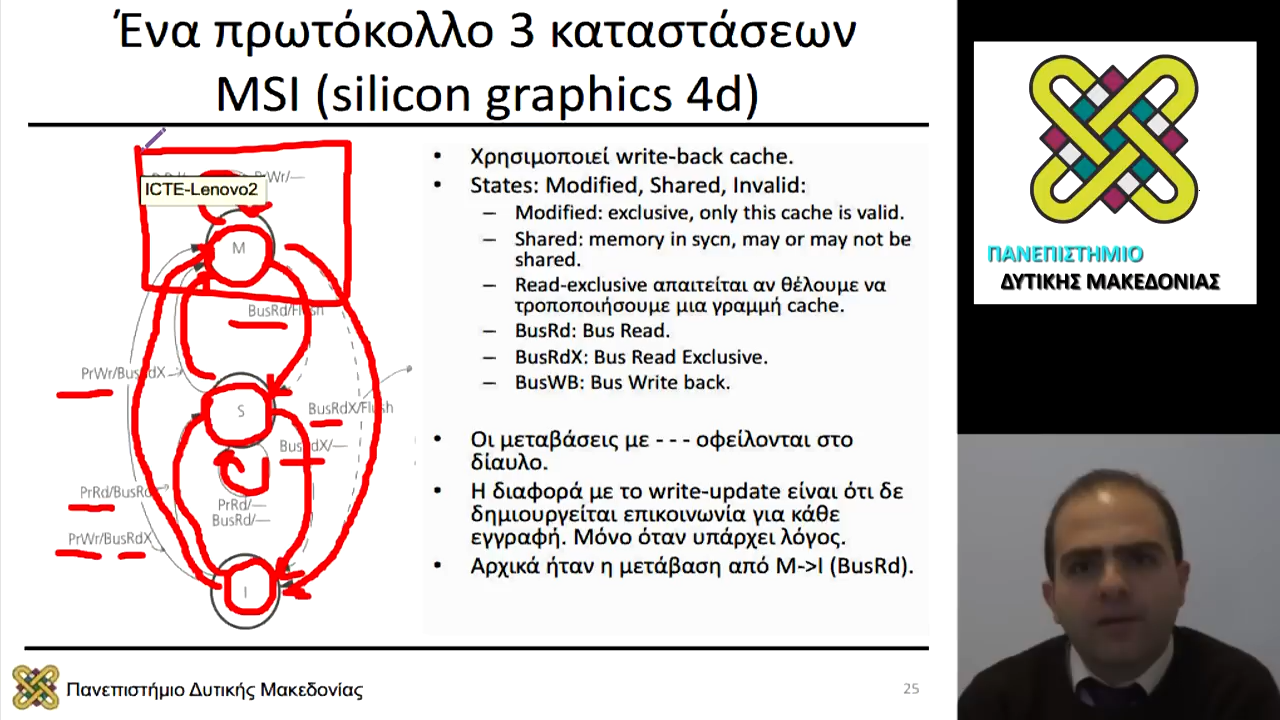 Ένα πρωτόκολλο 3 καταστάσεων
MSI (silicon graphics 4d)
PrWr/—
ICTE-Lenovo2
M
BusRd/Flush
PrWr/BusRdX
S
BusRdX/Flush
BusRdX/—
PrRd/BusRd
PrRd/—
BusRd/—
PrWr/BusRdX
I
• Χρησιμοποιεί write-back cache.
• States: Modified, Shared, Invalid:
– Modified: exclusive, only this cache is valid.
– Shared: memory in sycn, may or may not be
shared.
– Read-exclusive απαιτείται αν θέλουμε να
τροποποιήσουμε μια γραμμή cache.
– BusRd: Bus Read.
– BusRdX: Bus Read Exclusive.
– BusWB: Bus Write back.
• Οι μεταβάσεις με - - - οφείλονται στο
δίαυλο.
• Η διαφορά με το write-update είναι ότι δε
δημιουργείται επικοινωνία για κάθε
εγγραφή. Μόνο όταν υπάρχει λόγος.
• Αρχικά ήταν η μετάβαση από M->I (BusRd).
Πανεπιστήμιο Δυτικής Μακεδονίας
25
ΠΑΝΕΠΙΣΤΗΜΙΟ
ΔΥΤΙΚΗΣ ΜΑΚΕΔΟΝΙΑΣ